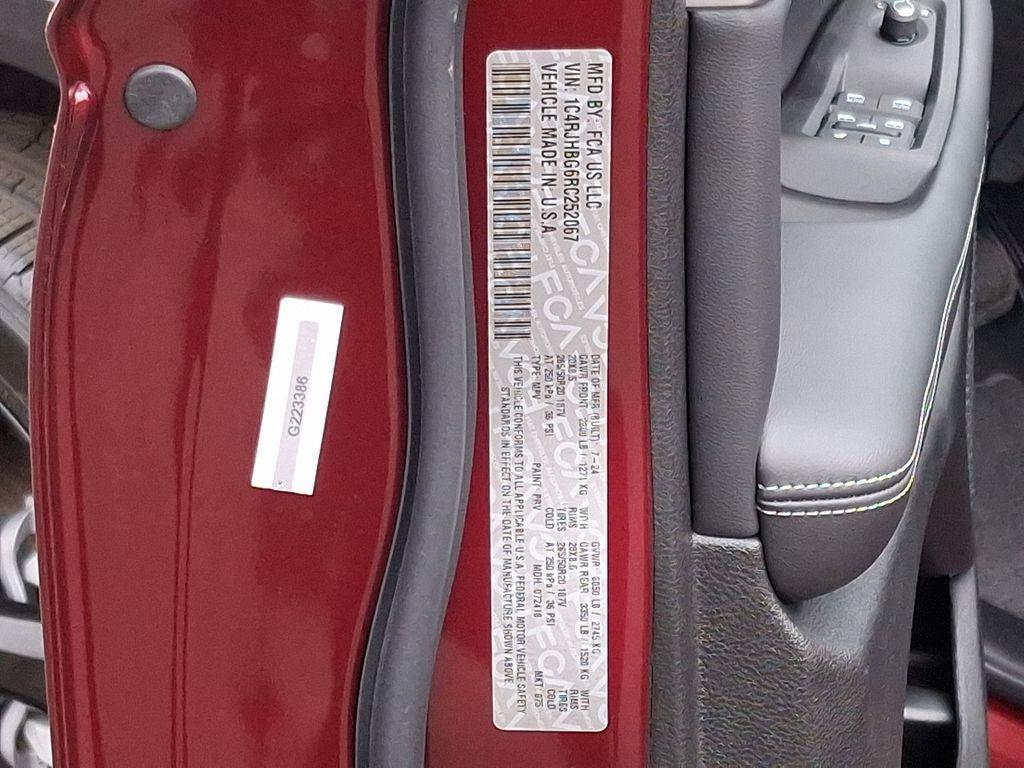 MFD BY: FCA US LLC
VIN: 1C4RJHBG6RC252067
VEHICLE MADE IN U.S.A
DATE OF MFR (BUILT) 7-24 GVWR 6050 LB / 2745 KG
GAWR FRONT LB / 1271 KG WITH GAWR REAR 3350 LB / 1520 KG WITH
20X8.5 RIMS 20X8.5 RIMS
265/50R20 107V TIRES 265/50R20 107V TIRES
AT 250 kPa / 36 PSI COLD AT 250 kPa / 36 PSI COLD
TYPE: MPV PAINT: PRV MDH: 072418 MKT: 075
THIS VEHICLE CONFORMS TO ALL APPLICABLE U.S.A. FEDERAL MOTOR VEHICLE SAFETY
STANDARDS IN EFFECT ON THE DATE OF MANUFACTURE SHOWN ABOVE
G223386